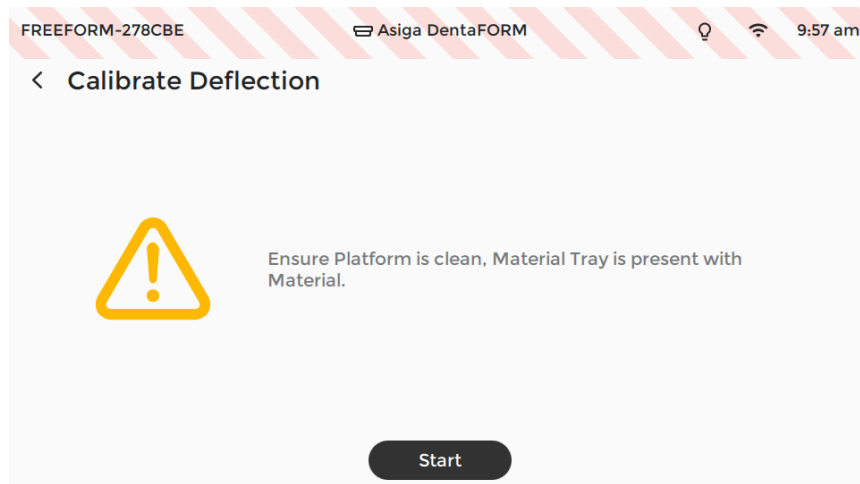 FREEFORM-278CBE Asiga DentaFORM 9:57 am
Calibrate Deflection
Ensure Platform is clean, Material Tray is present with
Material.
Start